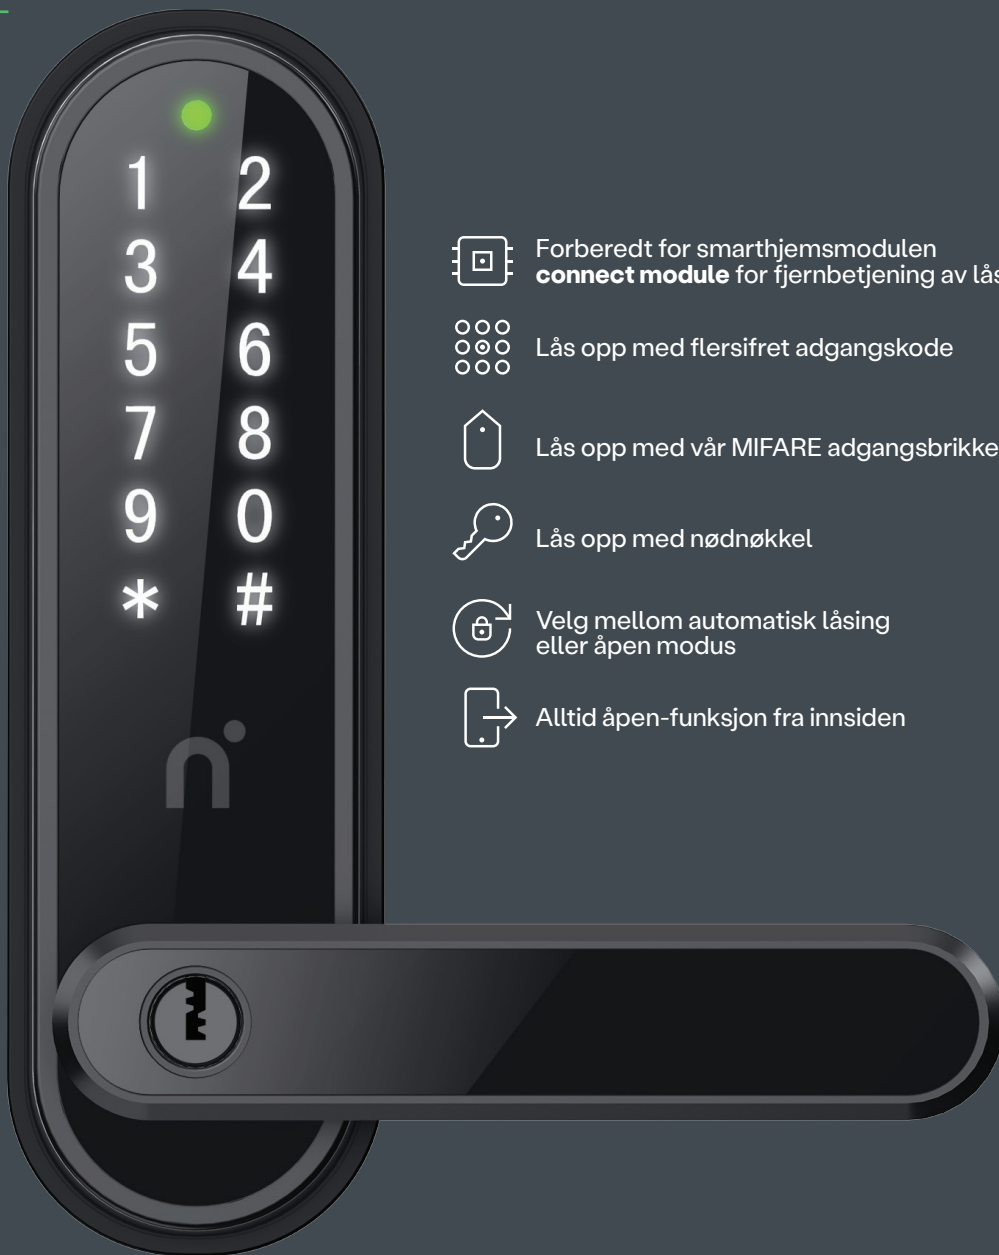 1 2
3 4
5 6
7 8
9 0
* #
n
Forberedt for smarthjemsmodulen
connect module for fjernbetjening av lås
Lås opp med flersifret adgangskode
Lås opp med vår MIFARE adgangsbrikke
Lås opp med nødnøkkel
Velg mellom automatisk låsing
eller åpen modus
Alltid åpen-funksjon fra innsiden